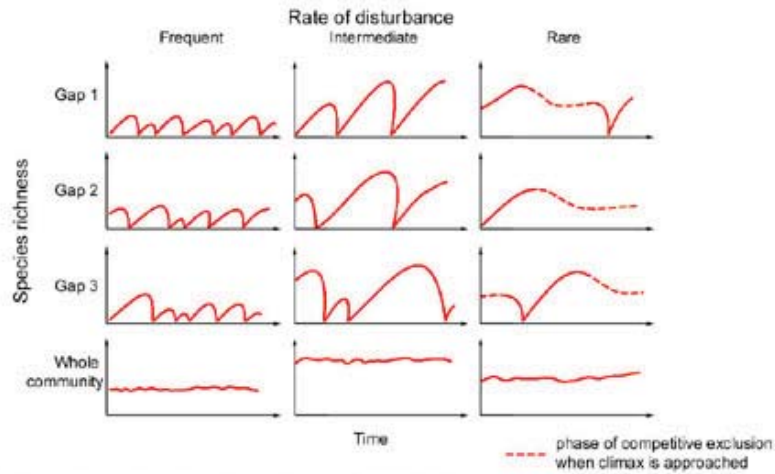 Rate of disturbance
Frequent Intermediate Rare
Gap 1
Gap 2
Gap 3
Whole
community
Species richness
Time
phase of competitive exclusion
when climax is approached